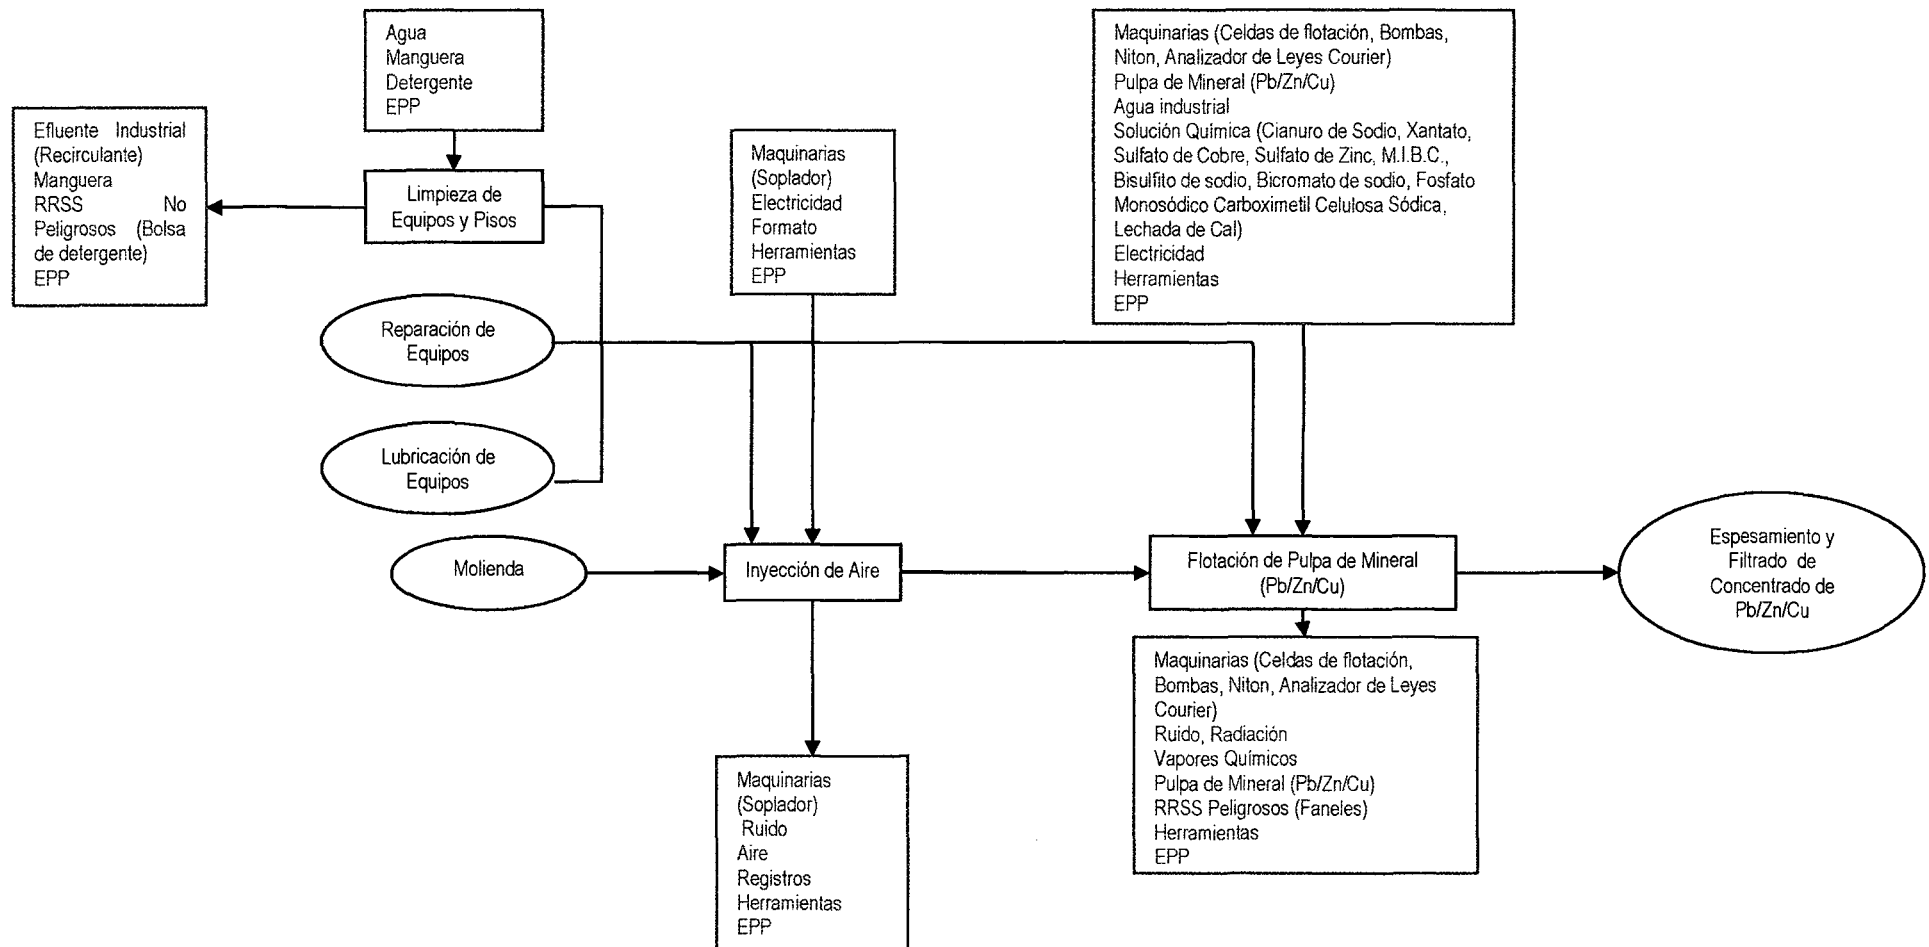 Agua
Manguera
Detergente
EPP
Maquinarias (Celdas de flotación, Bombas,
Niton, Analizador de Leyes Courier)
Pulpa de Mineral (Pb/Zn/Cu)
Agua industrial
Solución Química (Cianuro de Sodio, Xantato,
Sulfato de Cobre, Sulfato de Zinc, M.I.B.C.,
Bisulfito de sodio, Bicromato de sodio, Fosfato
Monosódico Carboximetil Celulosa Sódica,
Lechada de Cal)
Electricidad
Herramientas
EPP
Efluente Industrial
(Recirculante)
Manguera
RRSS No
Peligrosos (Bolsa
de detergente)
EPP
Limpieza de
Equipos y Pisos
Maquinarias
(Soplador)
Electricidad
Formato
Herramientas
EPP
Reparación de
Equipos
Lubricación de
Equipos
Molienda
Inyección de Aire
Flotación de Pulpa de Mineral
(Pb/Zn/Cu)
Espesamiento y
Filtrado de
Concentrado de
Pb/Zn/Cu
Maquinarias
(Soplador)
Ruido
Aire
Registros
Herramientas
EPP
Maquinarias (Celdas de flotación,
Bombas, Niton, Analizador de Leyes
Courier)
Ruido, Radiación
Vapores Químicos
Pulpa de Mineral (Pb/Zn/Cu)
RRSS Peligrosos (Faneles)
Herramientas
EPP